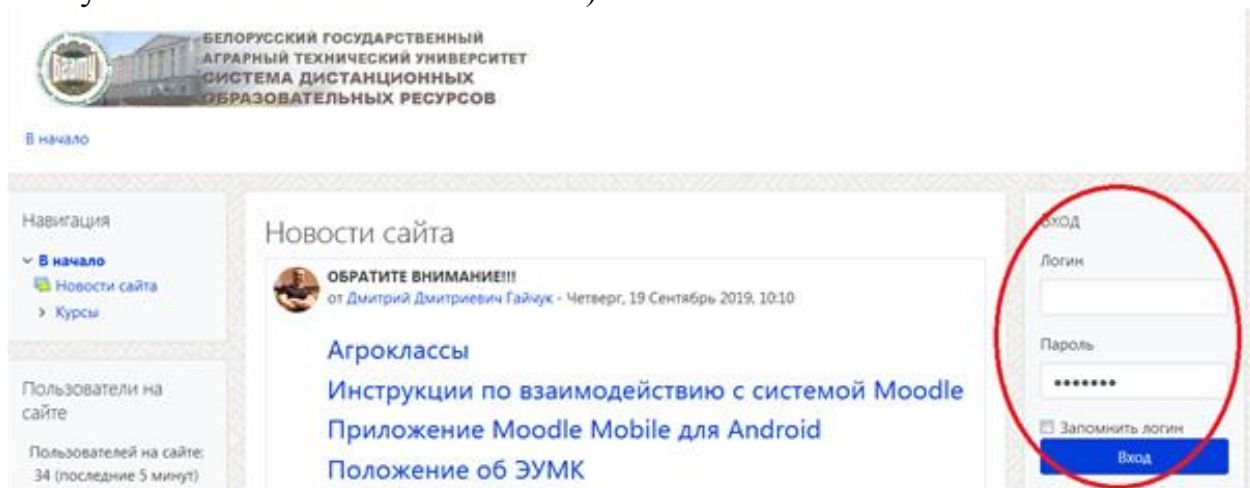 БЕЛОРУССКИЙ ГОСУДАРСТВЕННЫЙ
АГРАРНЫЙ ТЕХНИЧЕСКИЙ УНИВЕРСИТЕТ
СИСТЕМА ДИСТАНЦИОННЫХ
ОБРАЗОВАТЕЛЬНЫХ РЕСУРСОВ
В начало
Навигация
В начало
Новости сайта
Курсы
Пользователи на
сайте
Пользователей на сайте:
34 (последние 5 минут)
Новости сайта
ОБРАТИТЕ ВНИМАНИЕ!!!
от Дмитрий Дмитриевич Гайчук - Четверг, 19 Сентябрь 2019, 10:10
Агроклассы
Инструкции по взаимодействию с системой Moodle
Приложение Moodle Mobile для Android
Положение об ЭУМК
Вход
Логин
Пароль
•••••••
Запомнить логин
Вход